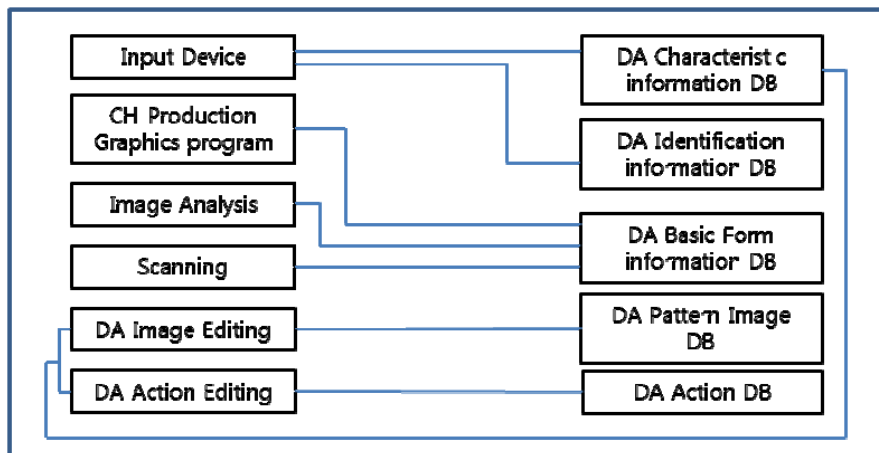 Input Device
CH Production
Graphics program
Image Analysis
Scanning
DA Image Editing
DA Action Editing
DA Characteristic
information DB
DA Identification
information DB
DA Basic Form
information DB
DA Pattern Image
DB
DA Action DB